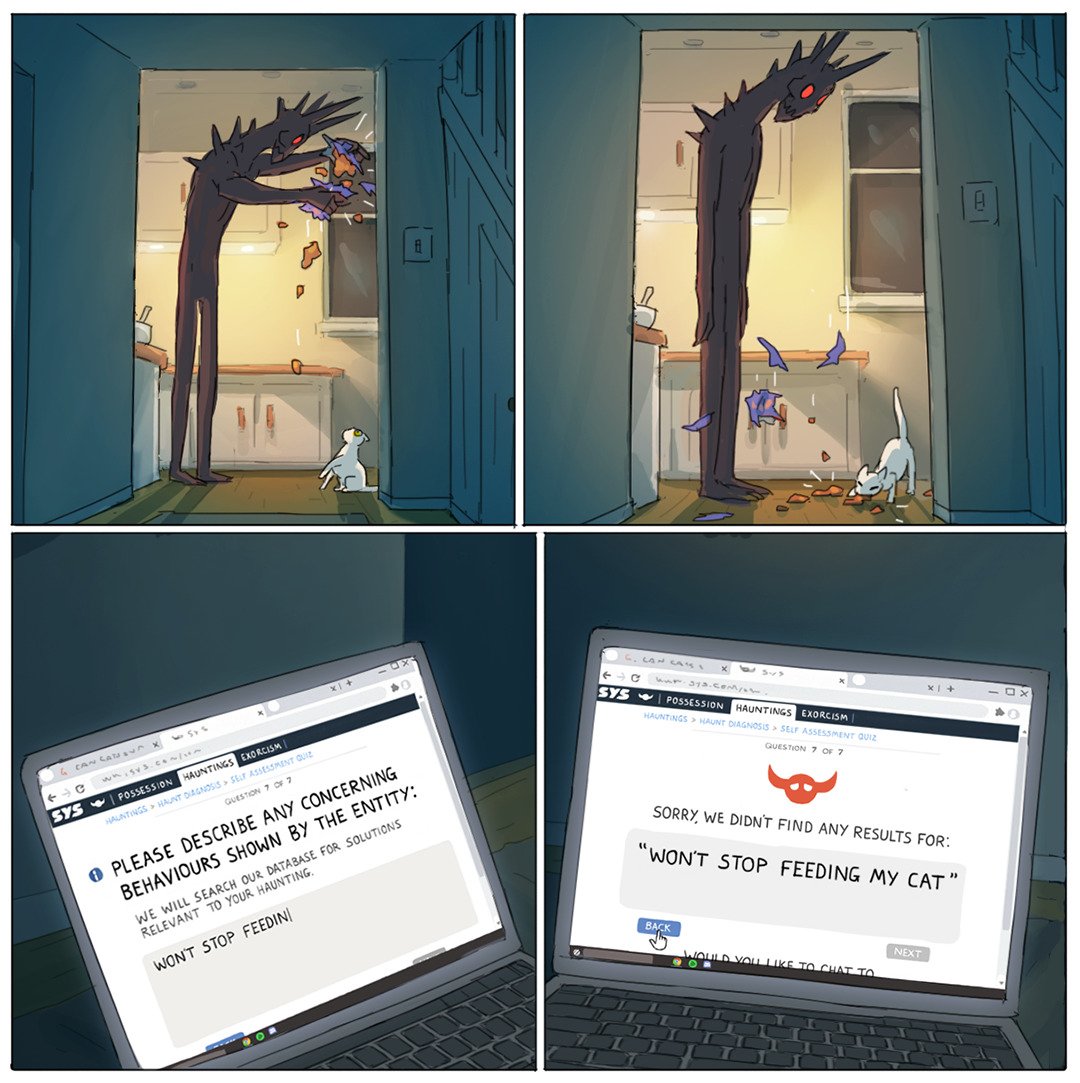 SYS | POSSESSION HAUNTINGS EXORCISM |
HAUNTINGS > HAUNT DIAGNOSIS > SELF ASSESSMENT QUIZ
QUESTION 7 OF 7
PLEASE DESCRIBE ANY CONCERNING
BEHAVIOURS SHOWN BY THE ENTITY:
WE WILL SEARCH OUR DATABASE FOR SOLUTIONS
RELEVANT TO YOUR HAUNTING.
WON'T STOP FEEDIN|
BACK
SYS
SYS | POSSESSION HAUNTINGS EXORCISM |
HAUNTINGS > HAUNT DIAGNOSIS > SELF ASSESSMENT QUIZ
QUESTION 7 OF 7
SORRY, WE DIDN'T FIND ANY RESULTS FOR:
"WON'T STOP FEEDING MY CAT"
BACK
NEXT
WOULD YOU LIKE TO CHAT TO